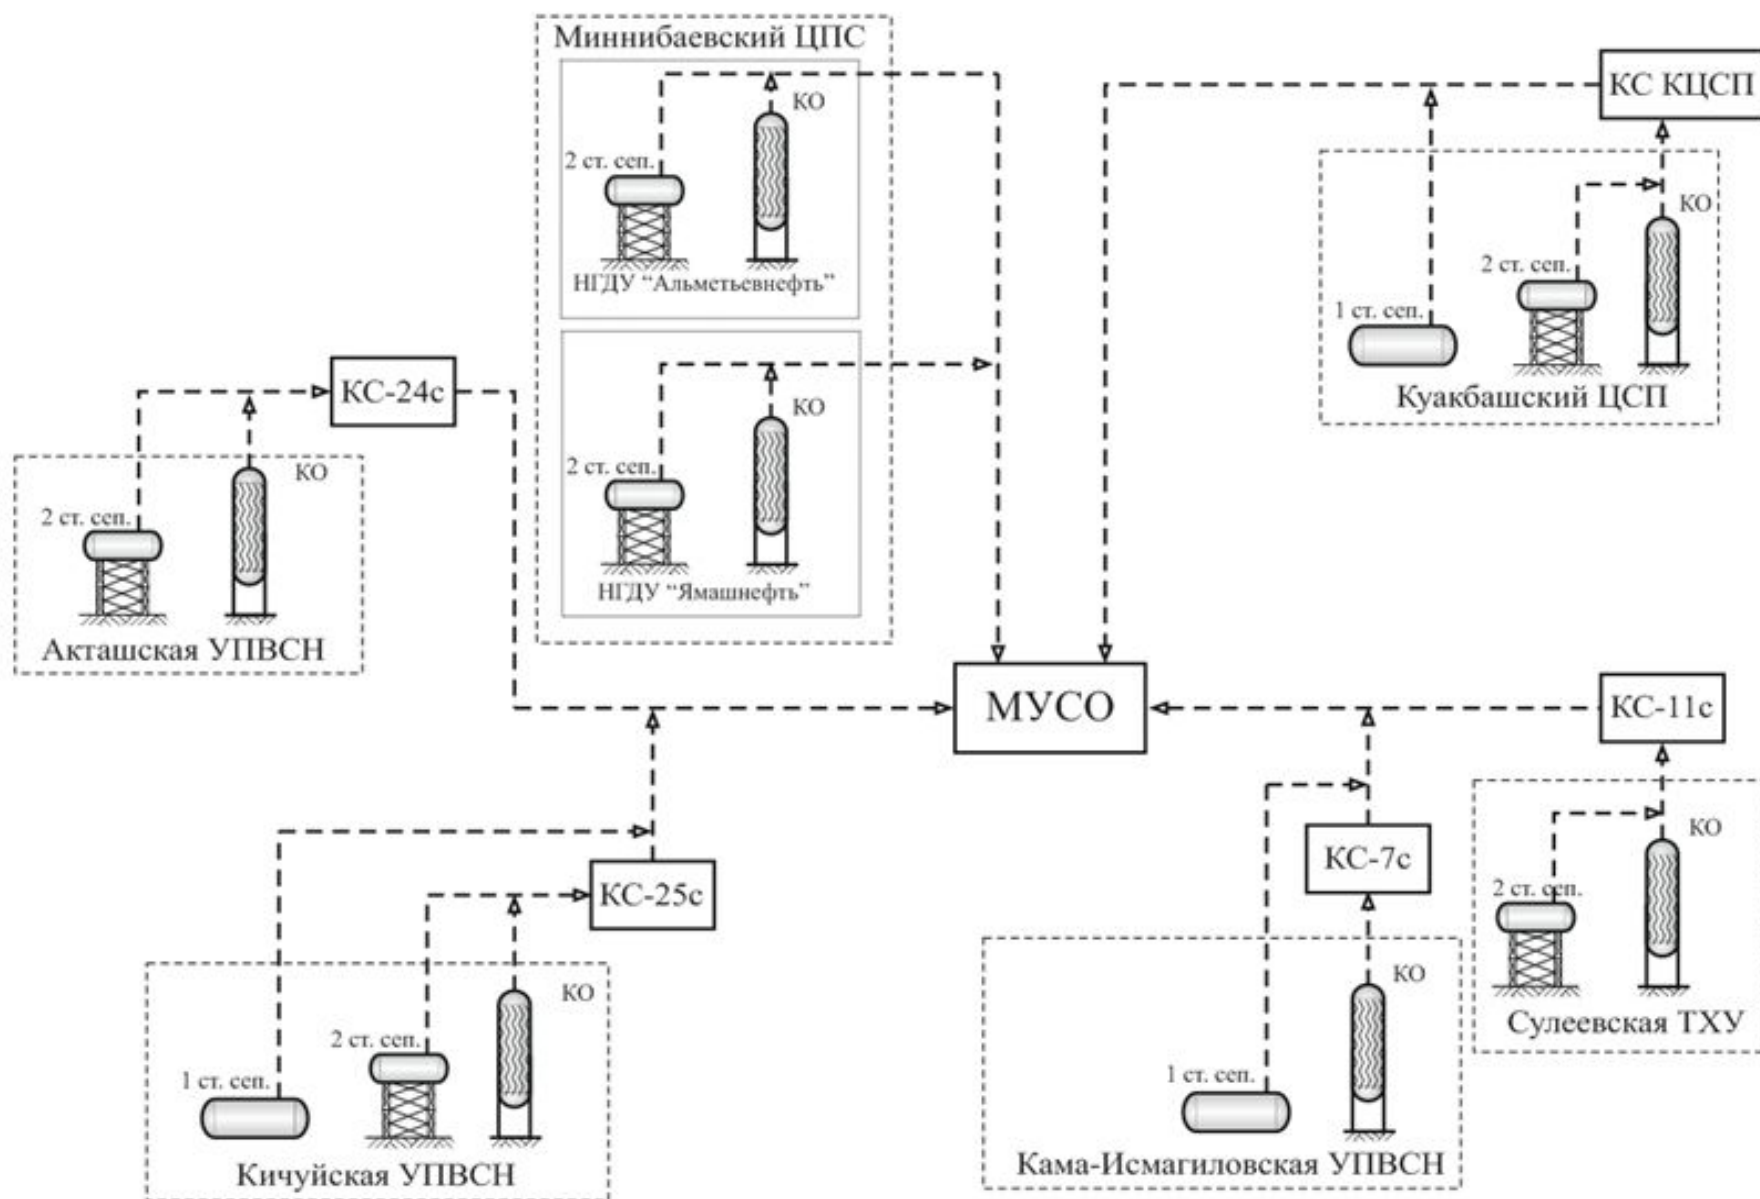 Миннибаевский ЦПС
КО
2 ст. сеп.
НГДУ “Альметьевнефть”
КО
2 ст. сеп.
НГДУ “Ямашнефть”
КС КЦСП
КО
2 ст. сеп.
1 ст. сеп.
Куакбашский ЦСП
КС-24с
КО
2 ст. сеп.
Акташская УПВСН
МУСО
КС-11с
КО
2 ст. сеп.
Сулеевская ТХУ
КС-7с
КО
1 ст. сеп.
Кама-Исмагиловская УПВСН
КС-25с
КО
2 ст. сеп.
1 ст. сеп.
Кичуйская УПВСН